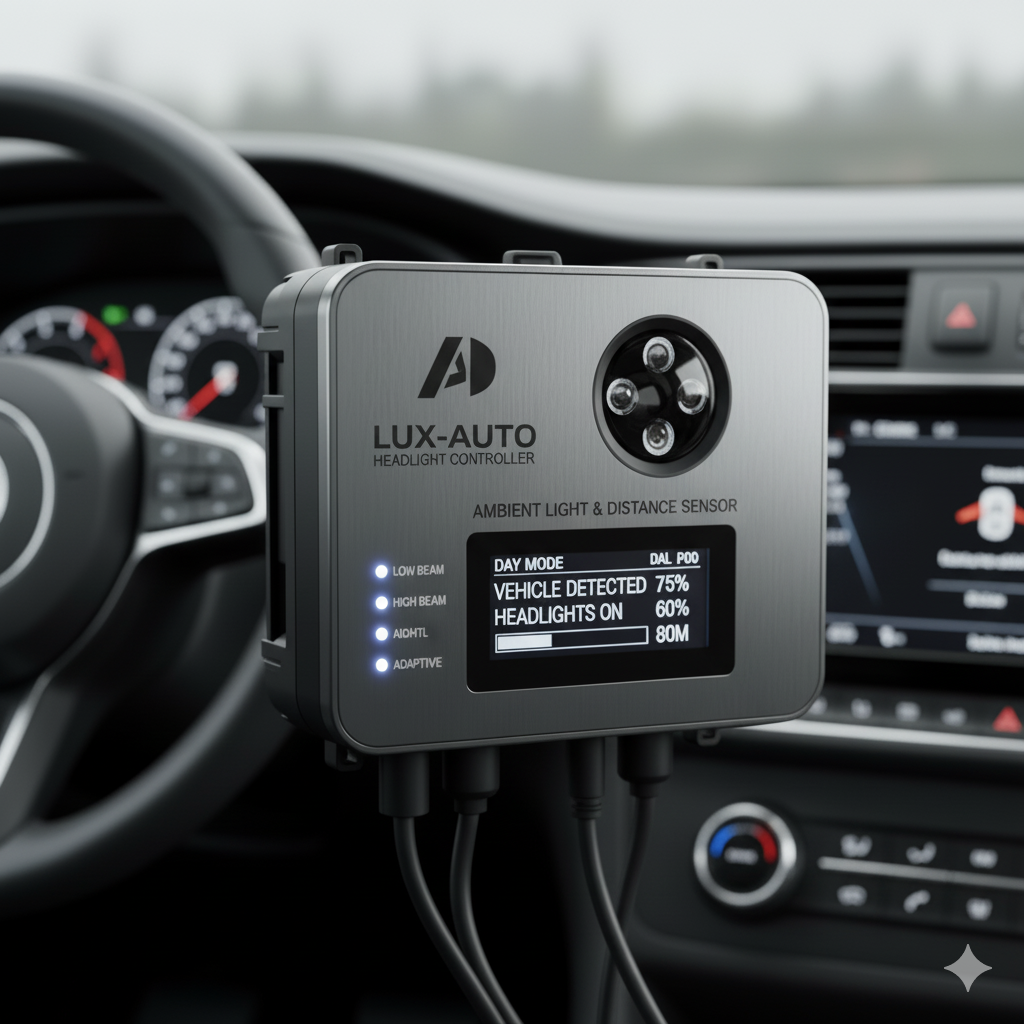 LUX-AUTO
HEADLIGHT CONTROLLER
AMBIENT LIGHT & DISTANCE SENSOR
LOW BEAM
HIGH BEAM
AIDHTL
ADAPTIVE
DAY MODE DAL PDD
VEHICLE DETECTED 75%
HEADLIGHTS ON 60%
80M